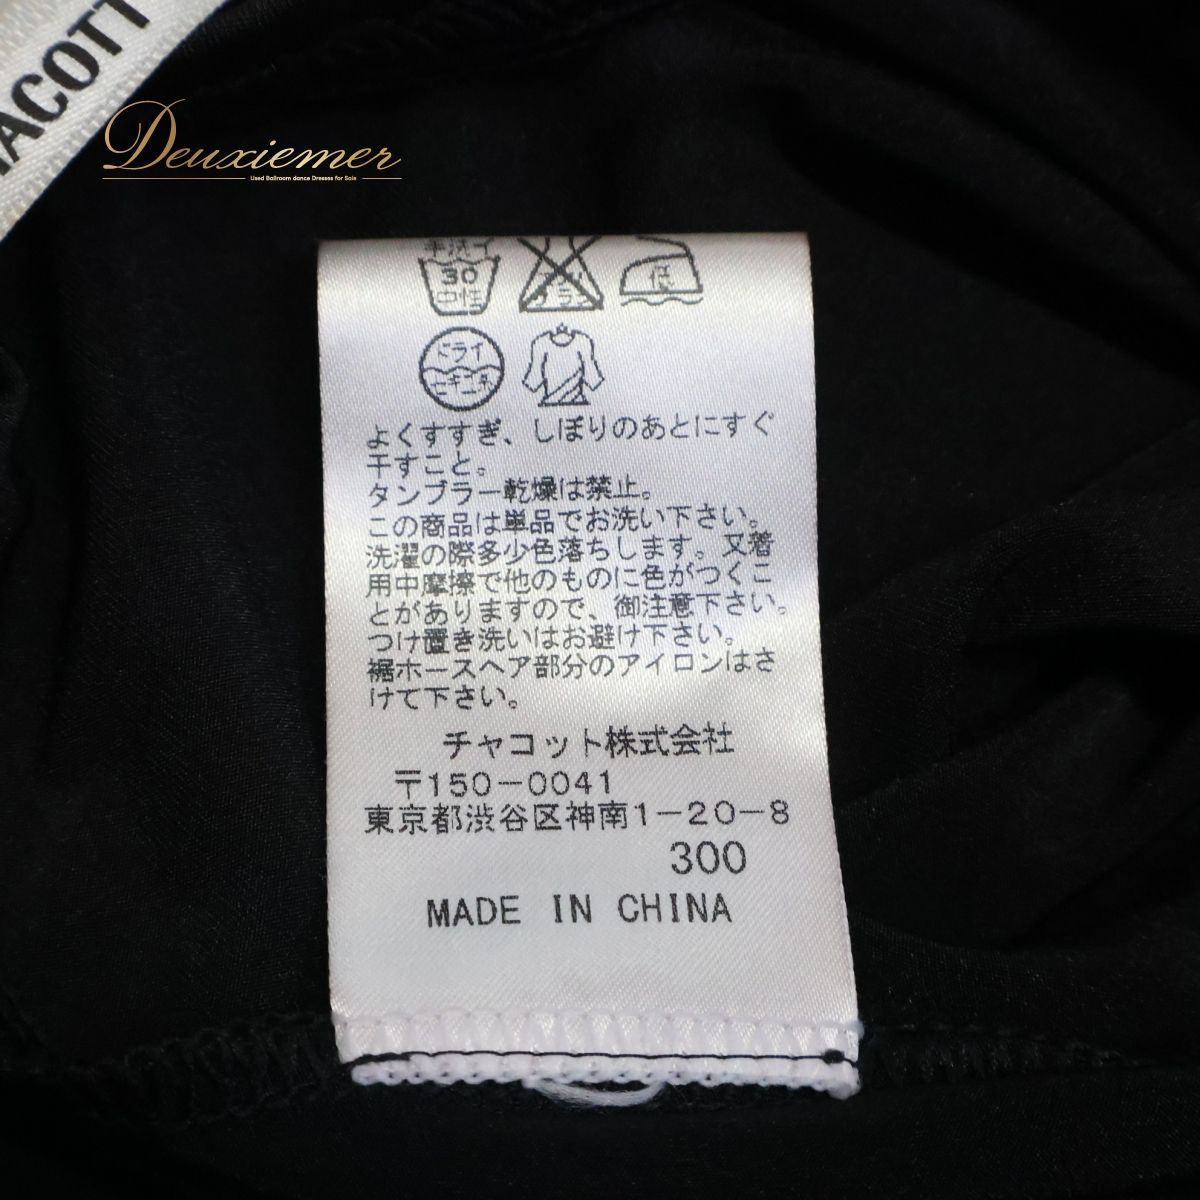 HACOTT
Deuxiemer
Used Ballroom dance Dresses for Sale
手洗イ
30
中性
低
ドライ
セキユ系
よくすすぎ、しぼりのあとにすぐ
干すこと。
タンブラー乾燥は禁止。
この商品は単品でお洗い下さい。
洗濯の際多少色落ちします。又着
用中摩擦で他のものに色がつくこ
とがありますので、御注意下さい。
つけ置き洗いはお避け下さい。
裾ホースヘア部分のアイロンはさ
けて下さい。
チャコット株式会社
〒150-0041
東京都渋谷区神南1-20-8
300
MADE IN CHINA